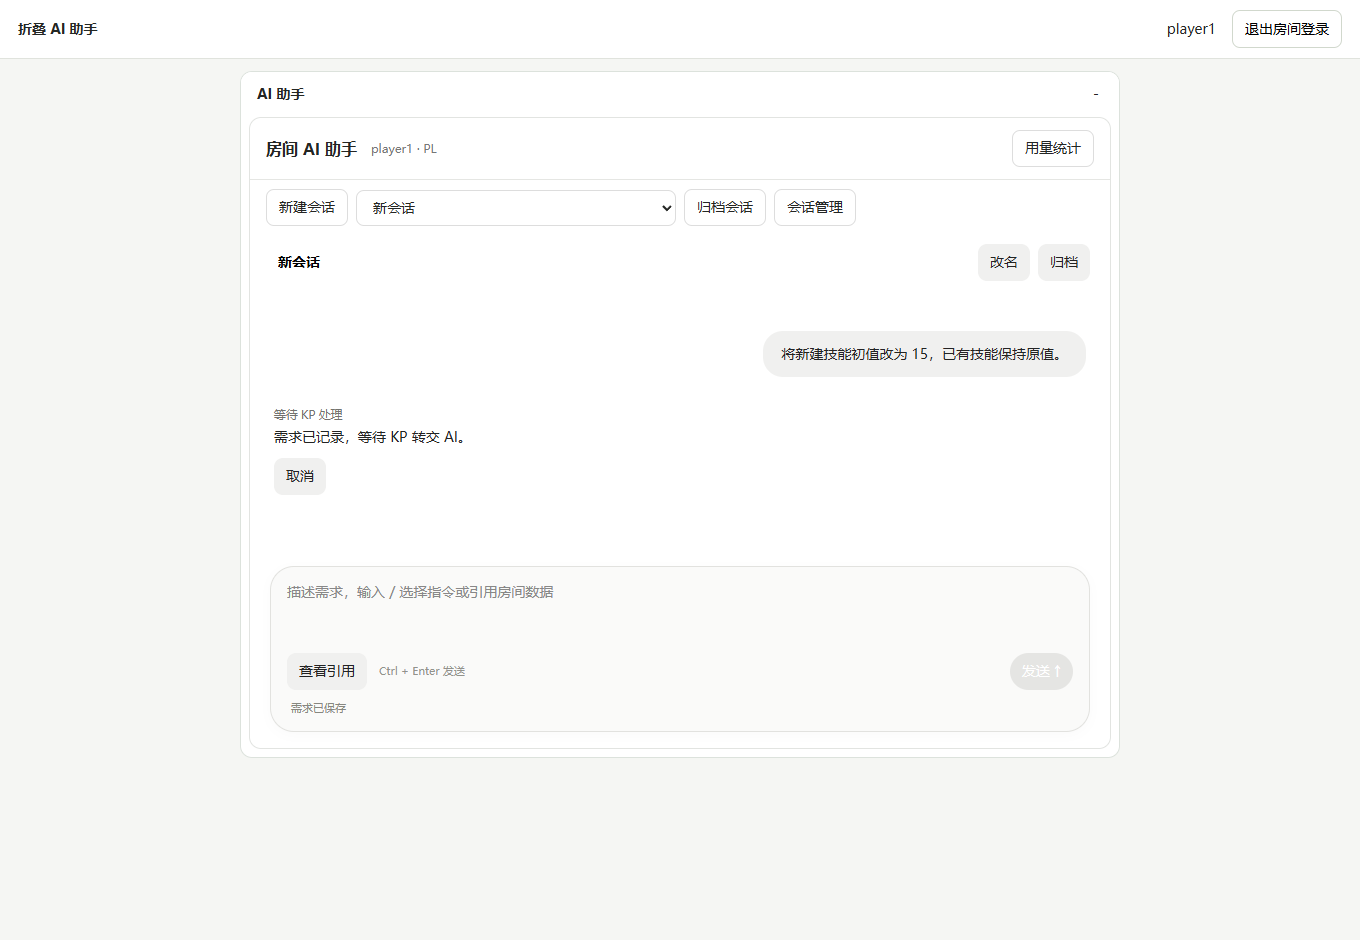 折叠 AI 助手
player1
退出房间登录
AI 助手
-
房间 AI 助手
player1 · PL
用量统计
新建会话
新会话
归档会话
会话管理
新会话
改名
归档
将新建技能初值改为 15，已有技能保持原值。
等待 KP 处理
需求已记录，等待 KP 转交 AI。
取消
描述需求，输入 / 选择指令或引用房间数据
查看引用
Ctrl + Enter 发送
发送 ↑
需求已保存